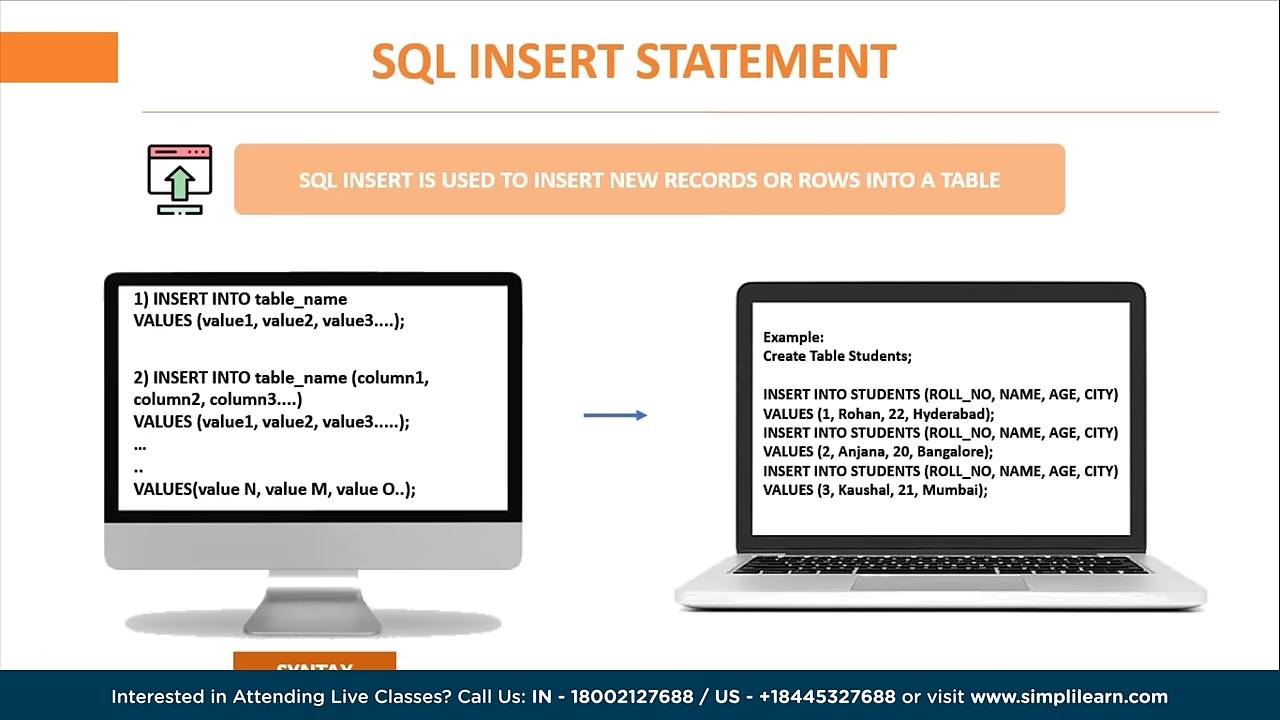 SQL INSERT STATEMENT
SQL INSERT IS USED TO INSERT NEW RECORDS OR ROWS INTO A TABLE
1) INSERT INTO table_name
VALUES (value1, value2, value3....);
2) INSERT INTO table_name (column1,
column2, column3....)
VALUES (value1, value2, value3.....);
...
..
VALUES(value N, value M, value O..);
Example:
Create Table Students;
INSERT INTO STUDENTS (ROLL_NO, NAME, AGE, CITY)
VALUES (1, Rohan, 22, Hyderabad);
INSERT INTO STUDENTS (ROLL_NO, NAME, AGE, CITY)
VALUES (2, Anjana, 20, Bangalore);
INSERT INTO STUDENTS (ROLL_NO, NAME, AGE, CITY)
VALUES (3, Kaushal, 21, Mumbai);
SYNTAX
Interested in Attending Live Classes? Call Us: IN - 18002127688 / US - +18445327688 or visit www.simplilearn.com